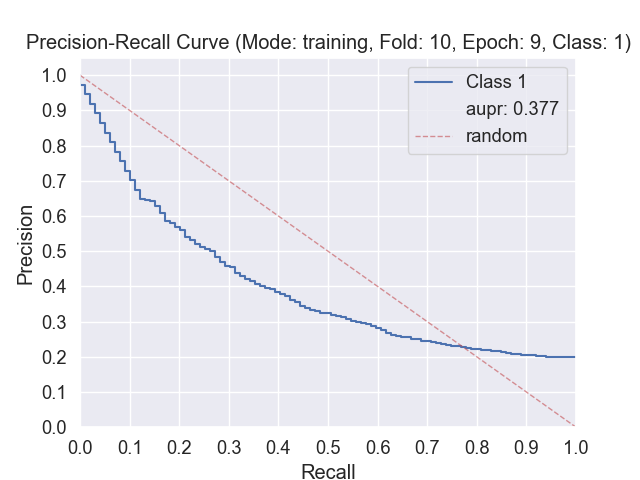 Precision-Recall Curve (Mode: training, Fold: 10, Epoch: 9, Class: 1)
1.0
0.9
0.8
0.7
0.6
0.5
0.4
0.3
0.2
0.1
0.0
Precision
Class 1
aupr: 0.377
random
0.0 0.1 0.2 0.3 0.4 0.5 0.6 0.7 0.8 0.9 1.0
Recall